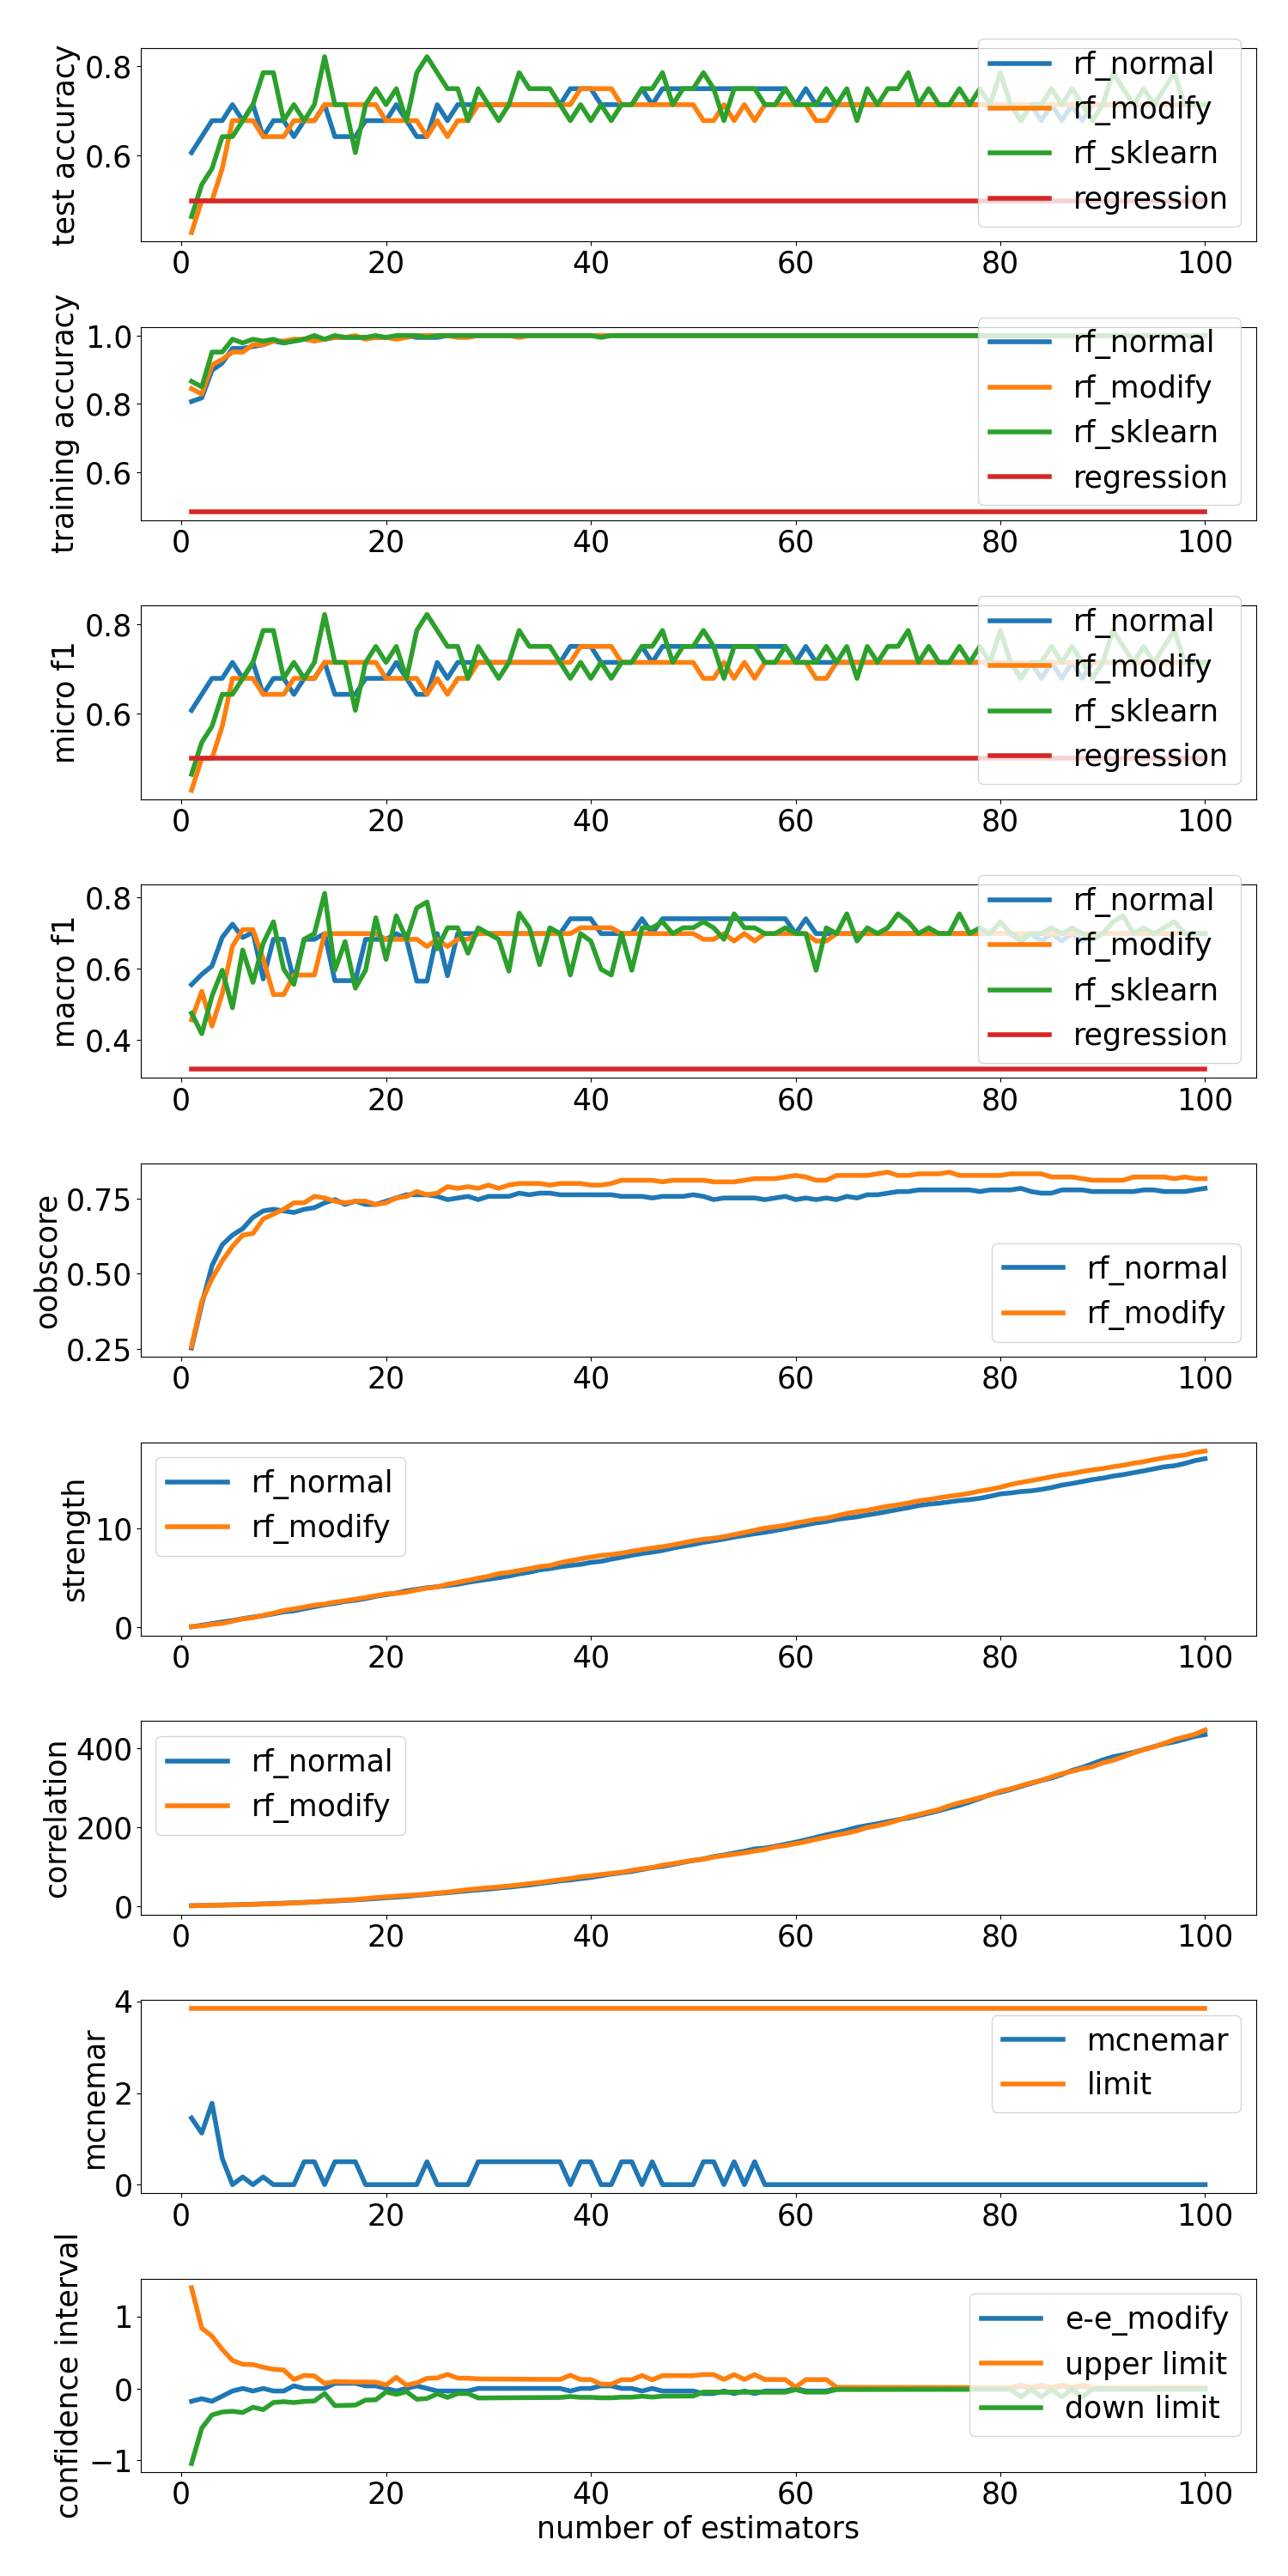 test accuracy
0.8
0.6
rf_normal
rf_modify
rf_sklearn
regression
0 20 40 60 80 100
training accuracy
1.0
0.8
0.6
rf_normal
rf_modify
rf_sklearn
regression
0 20 40 60 80 100
micro f1
0.8
0.6
rf_normal
rf_modify
rf_sklearn
regression
0 20 40 60 80 100
macro f1
0.8
0.6
0.4
rf_normal
rf_modify
rf_sklearn
regression
0 20 40 60 80 100
oobscore
0.75
0.50
0.25
rf_normal
rf_modify
0 20 40 60 80 100
strength
10
0
rf_normal
rf_modify
0 20 40 60 80 100
correlation
400
200
0
rf_normal
rf_modify
0 20 40 60 80 100
mcnemar
4
2
0
mcnemar
limit
0 20 40 60 80 100
confidence interval
1
0
−1
e-e_modify
upper limit
down limit
0 20 40 60 80 100
number of estimators